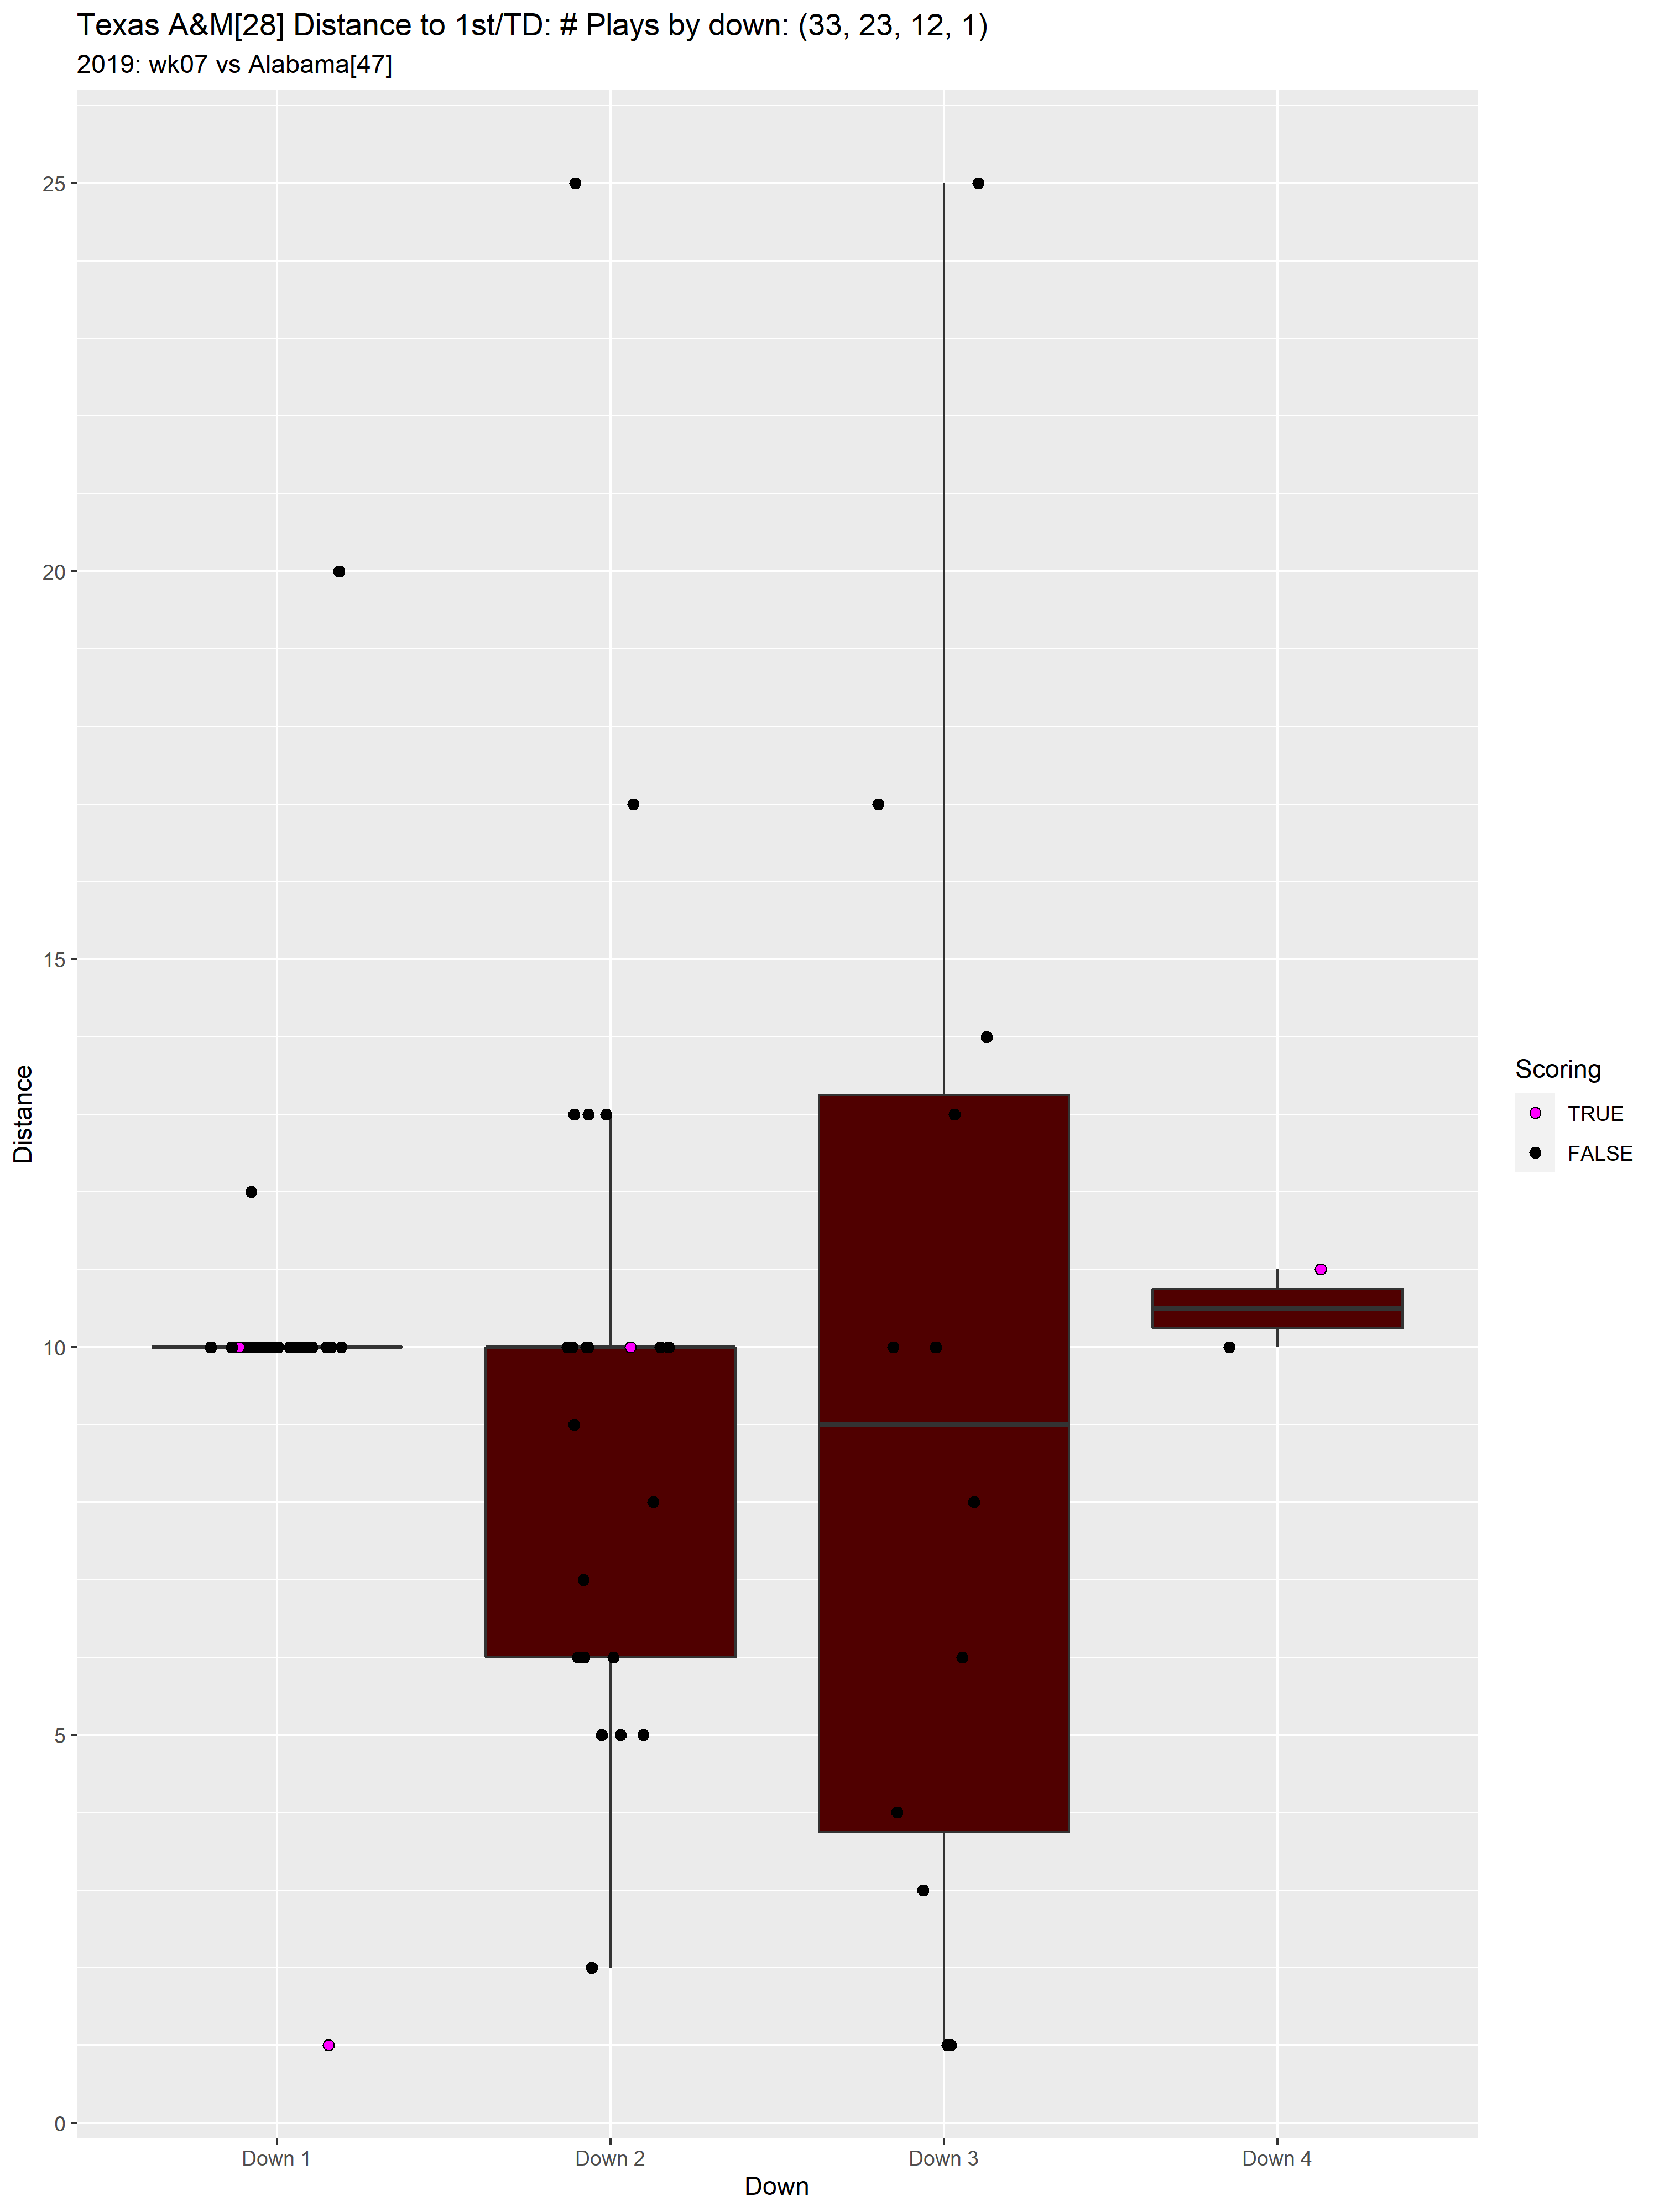 Texas A&M[28] Distance to 1st/TD: # Plays by down: (33, 23, 12, 1)
2019: wk07 vs Alabama[47]
25
20
15
10
5
0
Distance
Down 1
Down 2
Down 3
Down 4
Down
Scoring
TRUE
FALSE